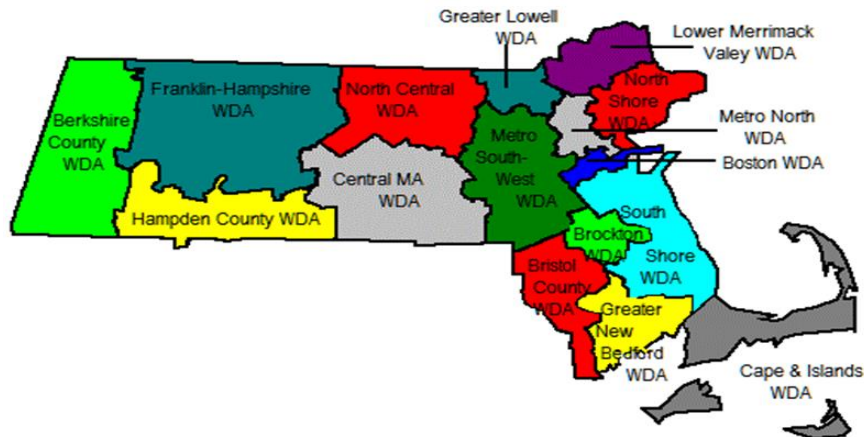 Greater Lowell
WDA
Lower Merrimack
Valey WDA
Franklin-Hampshire
WDA
North Central
WDA
North
Shore
WDA
Berkshire
County
WDA
Metro North
WDA
Metro
South-
West
WDA
Boston WDA
Central MA
WDA
Hampden County WDA
South
Shore
WDA
Brockton
WDA
Bristol
County
WDA
Greater
New
Bedford
WDA
Cape & Islands
WDA